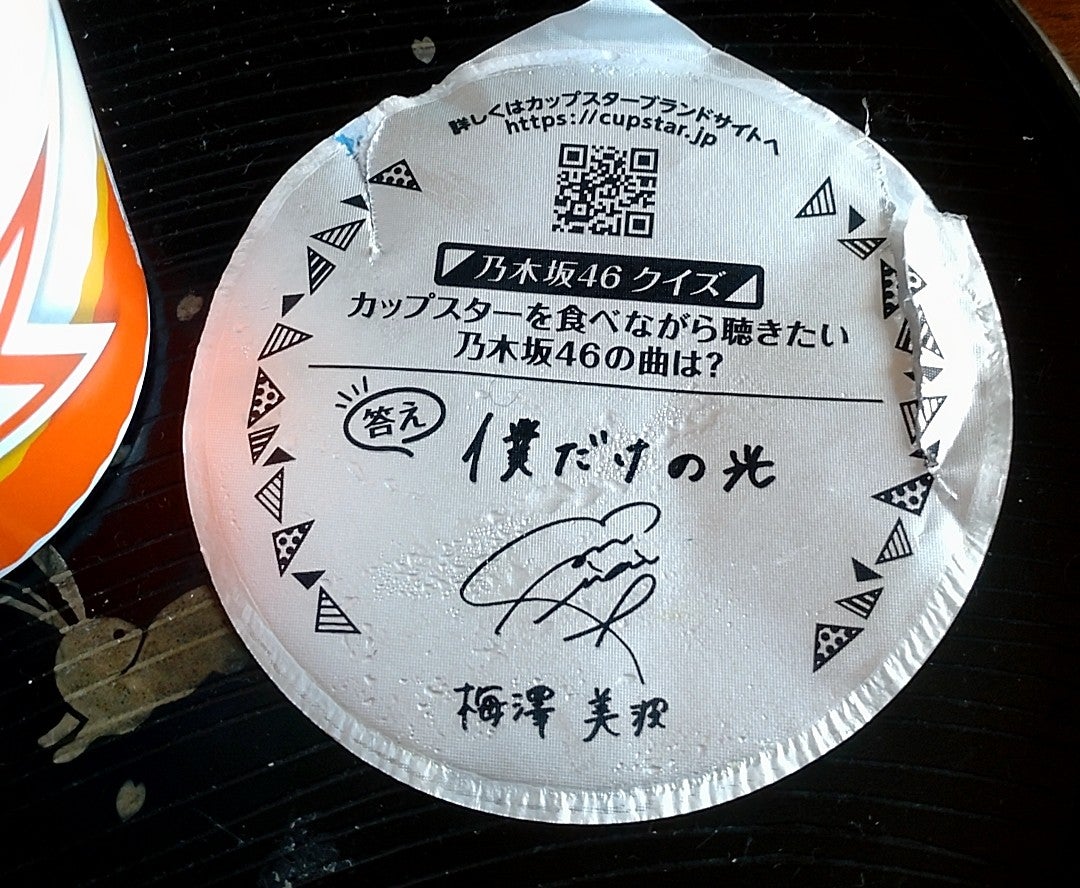 詳しくはカップスターブランドサイトへ
https://cupstar.jp
乃木坂46 クイズ
カップスターを食べながら聴きたい
乃木坂46の曲は?
答え
僕だけの光
梅澤 美波